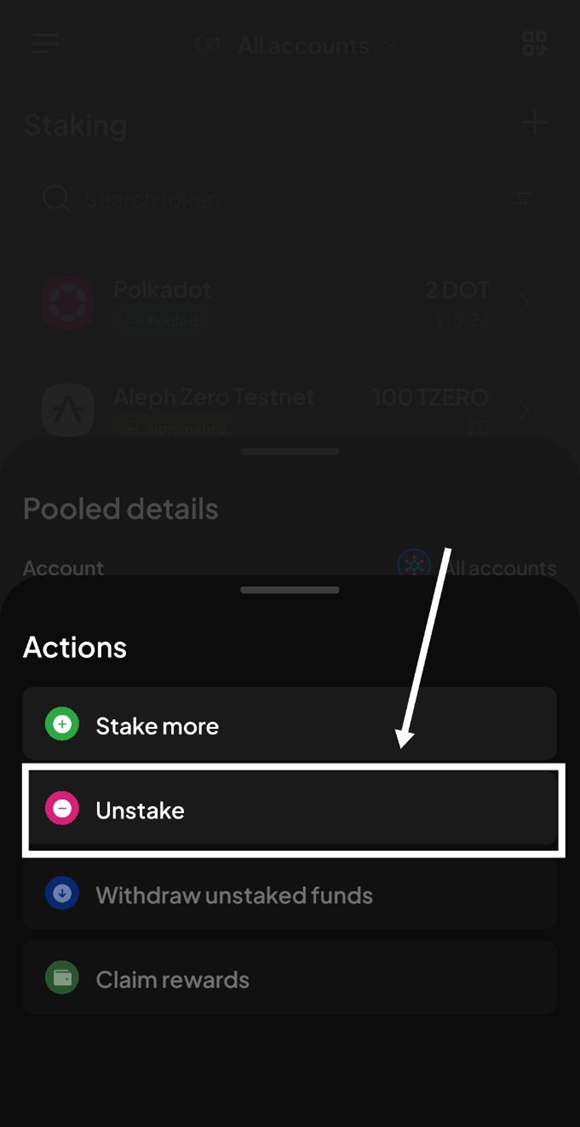 All accounts
Staking
Search token
Polkadot
2 DOT
Pooled
$10.22
Aleph Zero Testnet
100 TZERO
Nominated
$0
Pooled details
Account
All accounts
Actions
Stake more
Unstake
Withdraw unstaked funds
Claim rewards